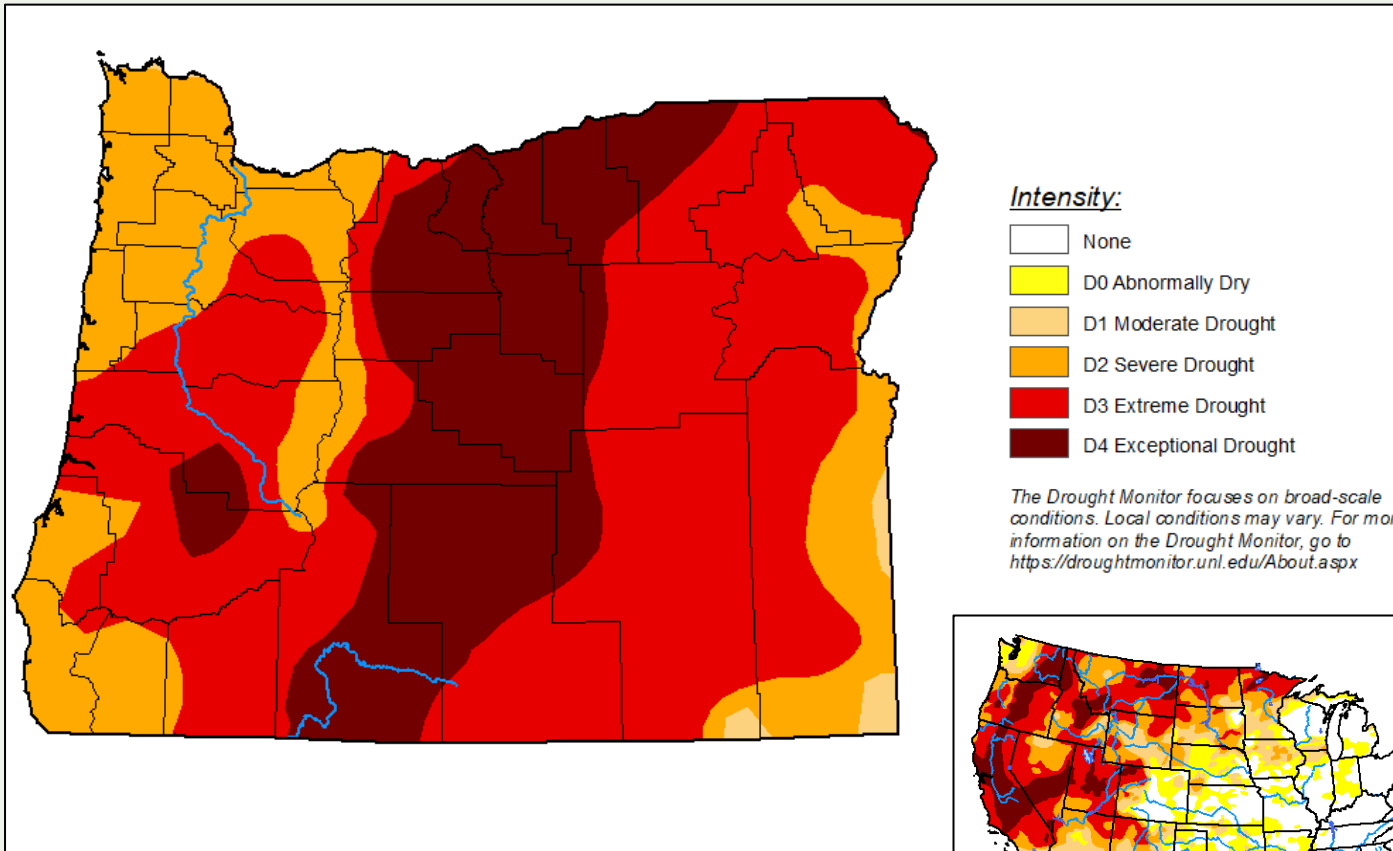 Intensity:
None
D0 Abnormally Dry
D1 Moderate Drought
D2 Severe Drought
D3 Extreme Drought
D4 Exceptional Drought
The Drought Monitor focuses on broad-scale
conditions. Local conditions may vary. For mor
information on the Drought Monitor, go to
https://droughtmonitor.unl.edu/About.aspx